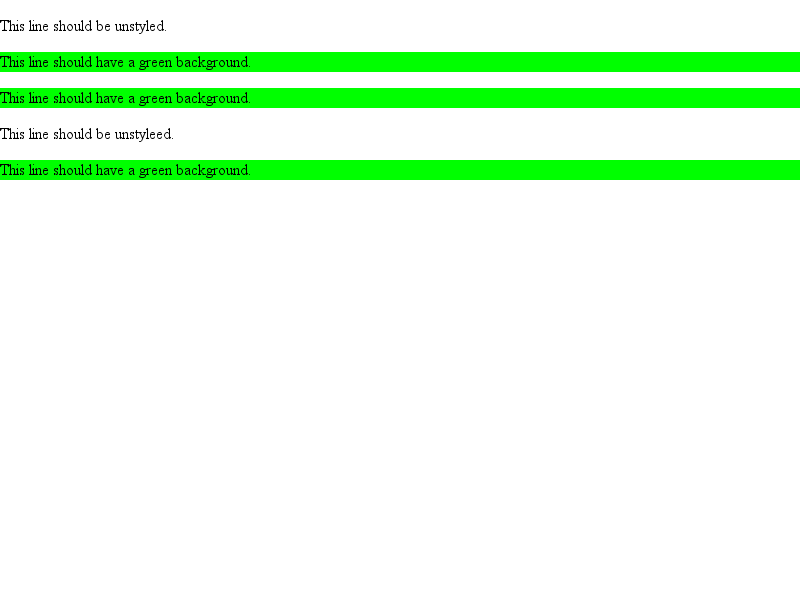 This line should be unstyled.
This line should have a green background.
This line should have a green background.
This line should be unstyleed.
This line should have a green background.